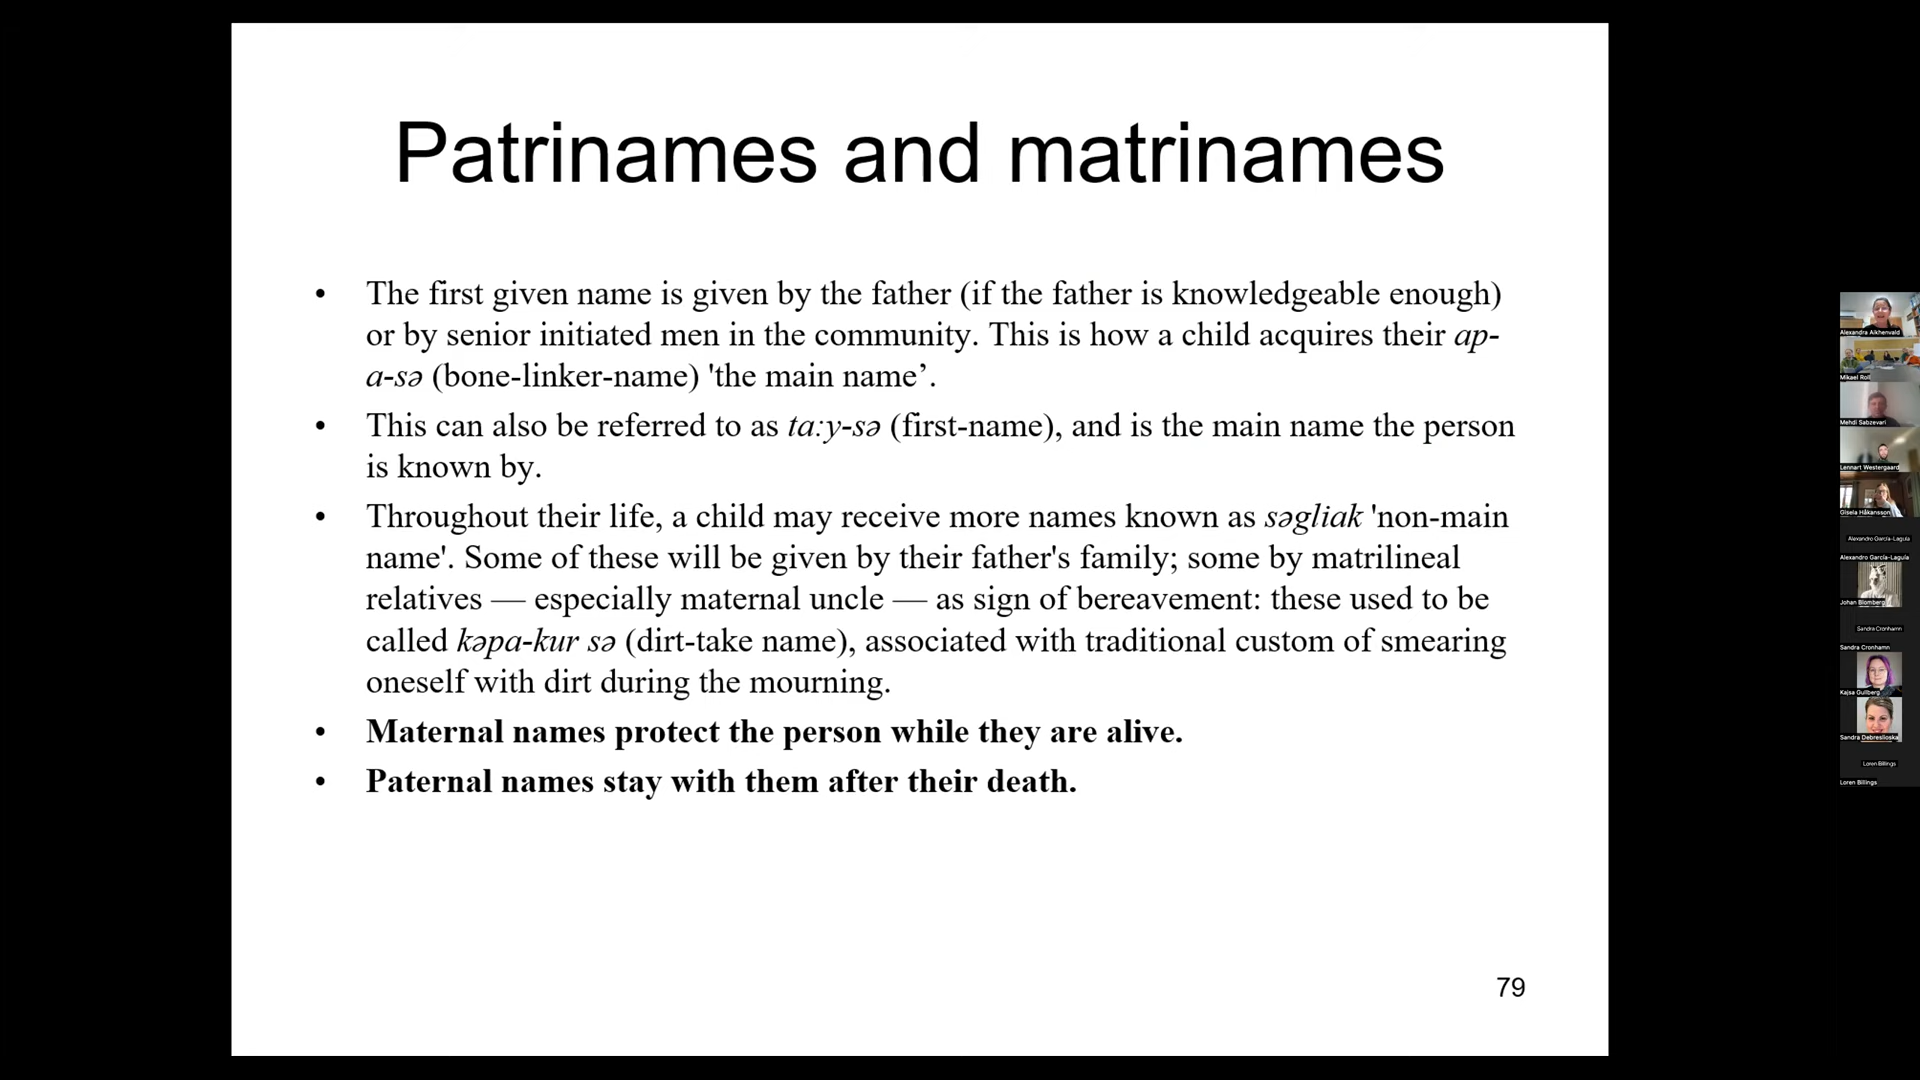 Patrinames and matrinames
• The first given name is given by the father (if the father is knowledgeable enough)
or by senior initiated men in the community. This is how a child acquires their ap-
a-sə (bone-linker-name) 'the main name’.
• This can also be referred to as ta:y-sə (first-name), and is the main name the person
is known by.
• Throughout their life, a child may receive more names known as səgliak 'non-main
name'. Some of these will be given by their father's family; some by matrilineal
relatives — especially maternal uncle — as sign of bereavement: these used to be
called kəpa-kur sə (dirt-take name), associated with traditional custom of smearing
oneself with dirt during the mourning.
• Maternal names protect the person while they are alive.
• Paternal names stay with them after their death.
79
Alexandra Aikhenvald
Mikael Roll
Mehdi Sabzevari
Lennart Westergaard
Gisela Håkansson
Alexandro García-Laguía
Alexandro García-Laguía
Johan Blomberg
Sandra Cronhamn
Sandra Cronhamn
Kajsa Gullberg
Sandra Debreslioska
Loren Billings
Loren Billings